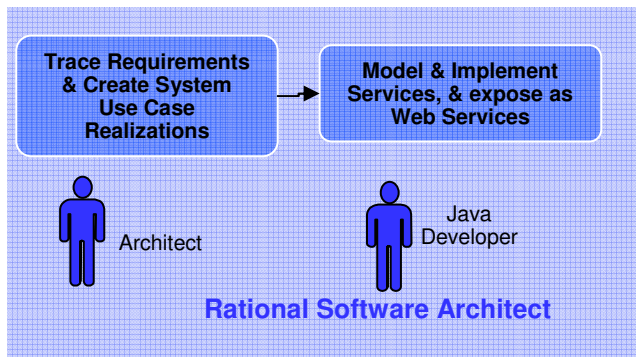 Trace Requirements
& Create System
Use Case
Realizations
Model & Implement
Services, & expose as
Web Services
Architect
Java
Developer
Rational Software Architect